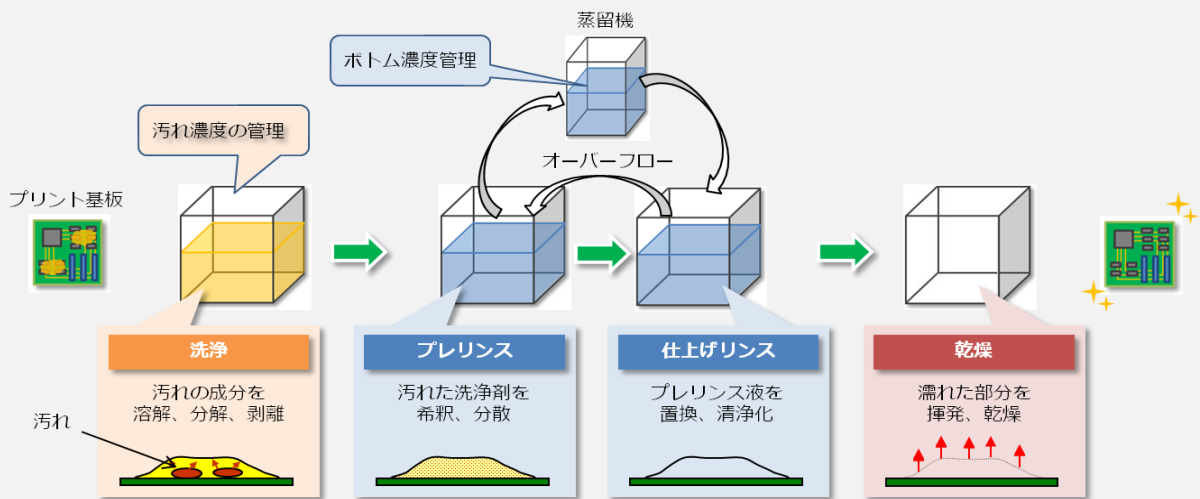 蒸留機
ボトム濃度管理
汚れ濃度の管理
オーバーフロー
プリント基板
洗浄
汚れの成分を
溶解、分解、剥離
汚れ
プレリンス
汚れた洗浄剤を
希釈、分散
仕上げリンス
プレリンス液を
置換、清浄化
乾燥
濡れた部分を
揮発、乾燥